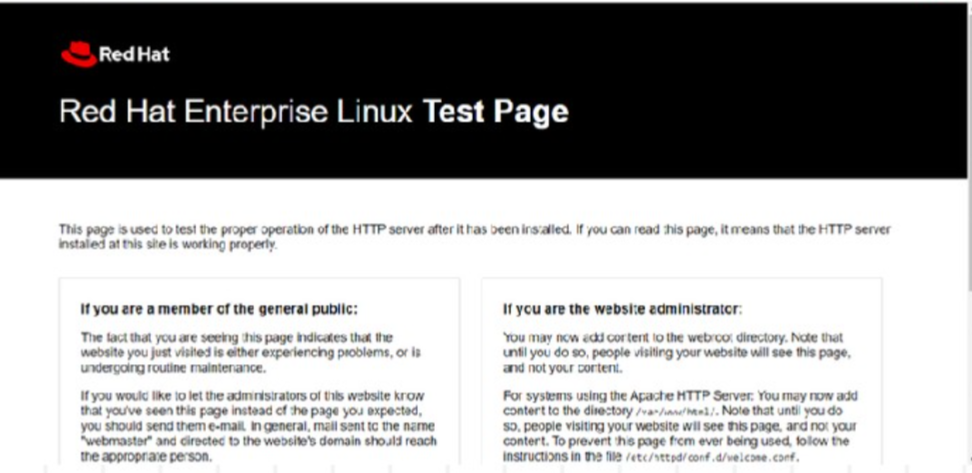 Red Hat
Red Hat Enterprise Linux Test Page
This page is used to test the proper operation of the HTTP server after it has been installed. If you can read this page, it means that the HTTP server
installed at this site is working properly.
If you are a member of the general public:
The fact that you are seeing this page indicates that the
website you just visited is either experiencing problems, or is
undergoing routine maintenance.
If you would like to let the administrators of this website know
that you've seen this page instead of the page you expected,
you should send them e-mail. In general, mail sent to the name
"webmaster" and directed to the website's domain should reach
the appropriate person.
If you are the website administrator:
You may now add content to the webroot directory. Note that
until you do so, people visiting your website will see this page,
and not your content.
For systems using the Apache HTTP Server: You may now add
content to the directory /var/www/html/. Note that until you do
so, people visiting your website will see this page, and not your
content. To prevent this page from ever being used, follow the
instructions in the file /etc/httpd/conf.d/welcome.conf.